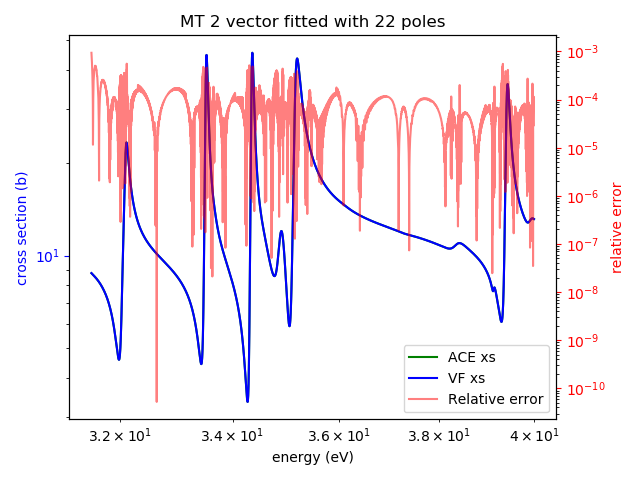 MT 2 vector fitted with 22 poles
cross section (b)
10¹
10⁻³
10⁻⁴
10⁻⁵
10⁻⁶
10⁻⁷
10⁻⁸
10⁻⁹
10⁻¹⁰
relative error
ACE xs
VF xs
Relative error
3.2 × 10¹ 3.4 × 10¹ 3.6 × 10¹ 3.8 × 10¹ 4 × 10¹
energy (eV)